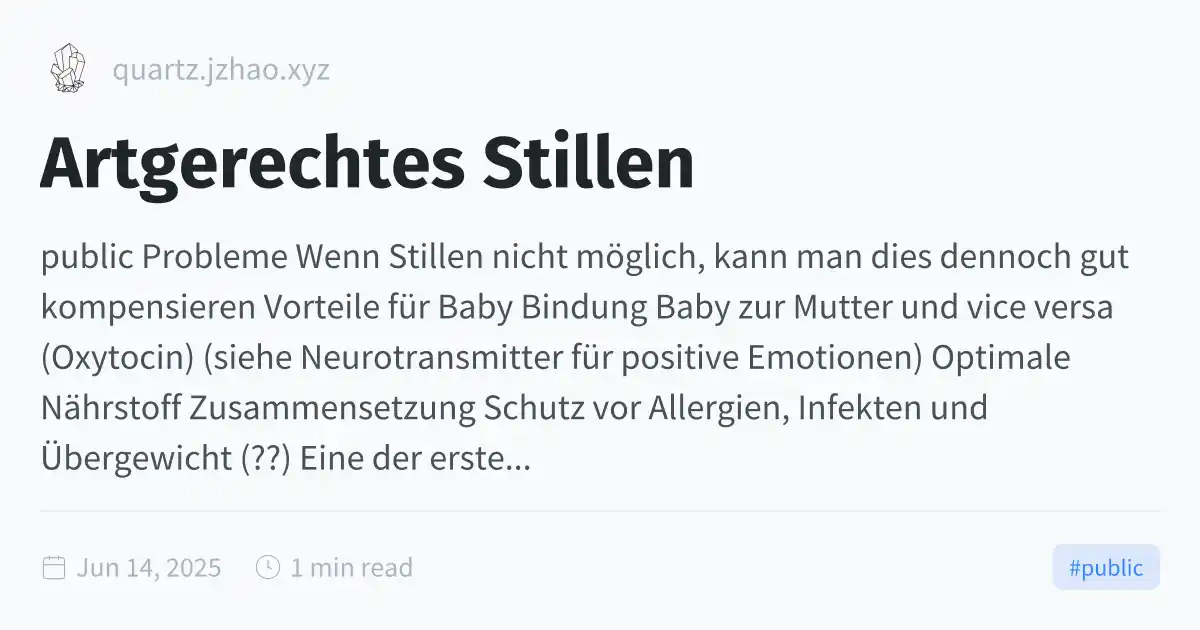 quartz.jzhao.xyz
Artgerechtes Stillen
public Probleme Wenn Stillen nicht möglich, kann man dies dennoch gut
kompensieren Vorteile für Baby Bindung Baby zur Mutter und vice versa
(Oxytocin) (siehe Neurotransmitter für positive Emotionen) Optimale
Nährstoff Zusammensetzung Schutz vor Allergien, Infekten und
Übergewicht (??) Eine der erste...
Jun 14, 2025 1 min read #public